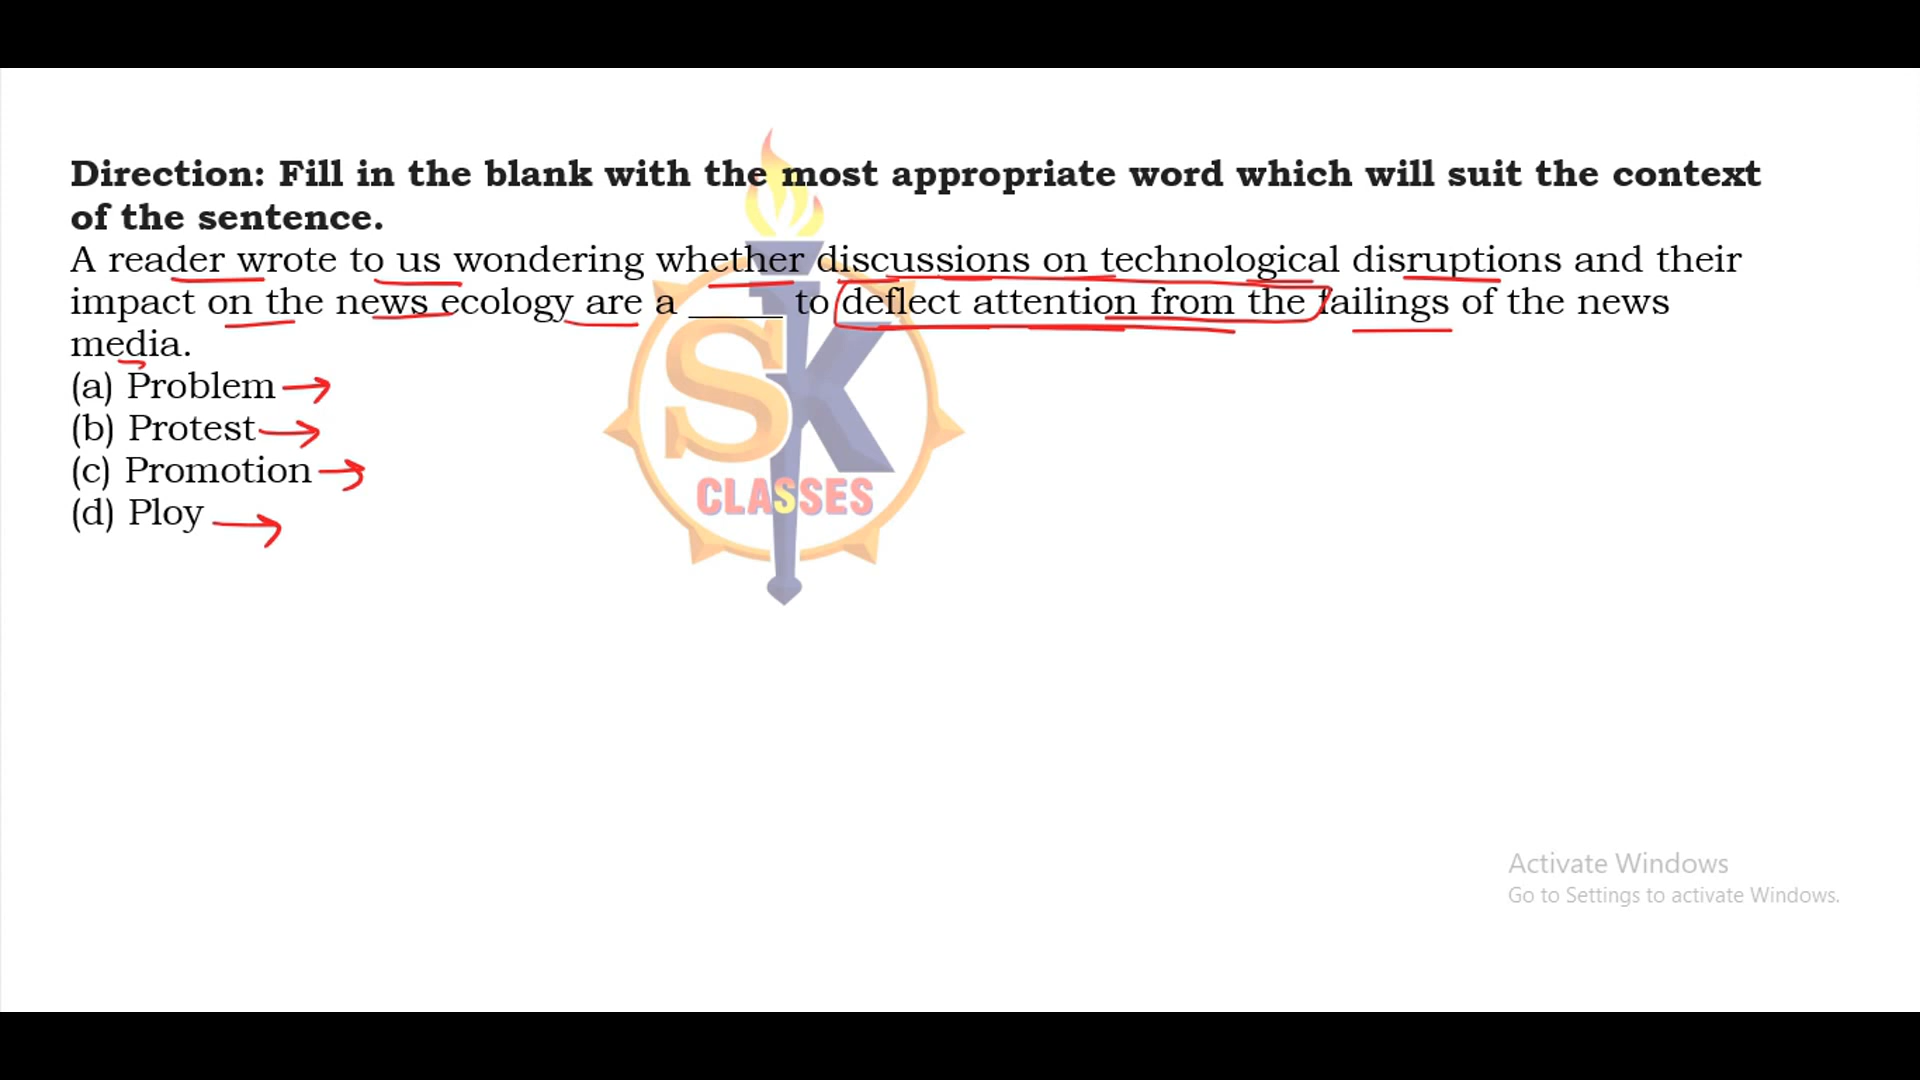 Direction: Fill in the blank with the most appropriate word which will suit the context
of the sentence.
A reader wrote to us wondering whether discussions on technological disruptions and their
impact on the news ecology are a _____ to deflect attention from the failings of the news
media.
(a) Problem
(b) Protest
(c) Promotion
(d) Ploy
SK
CLASSES
Activate Windows
Go to Settings to activate Windows.